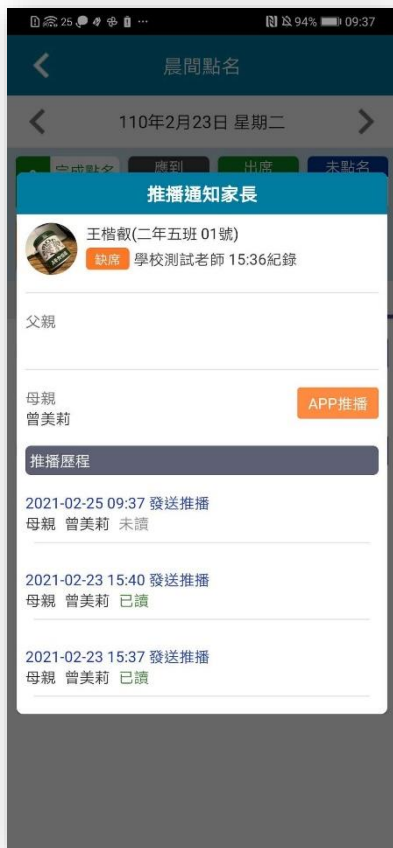 25 ... 94% 09:37
晨間點名
110年2月23日 星期二
完成點名 應到 出席 未點名
推播通知家長
王楷叡(二年五班 01號)
缺席 學校測試老師 15:36紀錄
父親
母親
曾美莉
APP推播
推播歷程
2021-02-25 09:37 發送推播
母親 曾美莉 未讀
2021-02-23 15:40 發送推播
母親 曾美莉 已讀
2021-02-23 15:37 發送推播
母親 曾美莉 已讀